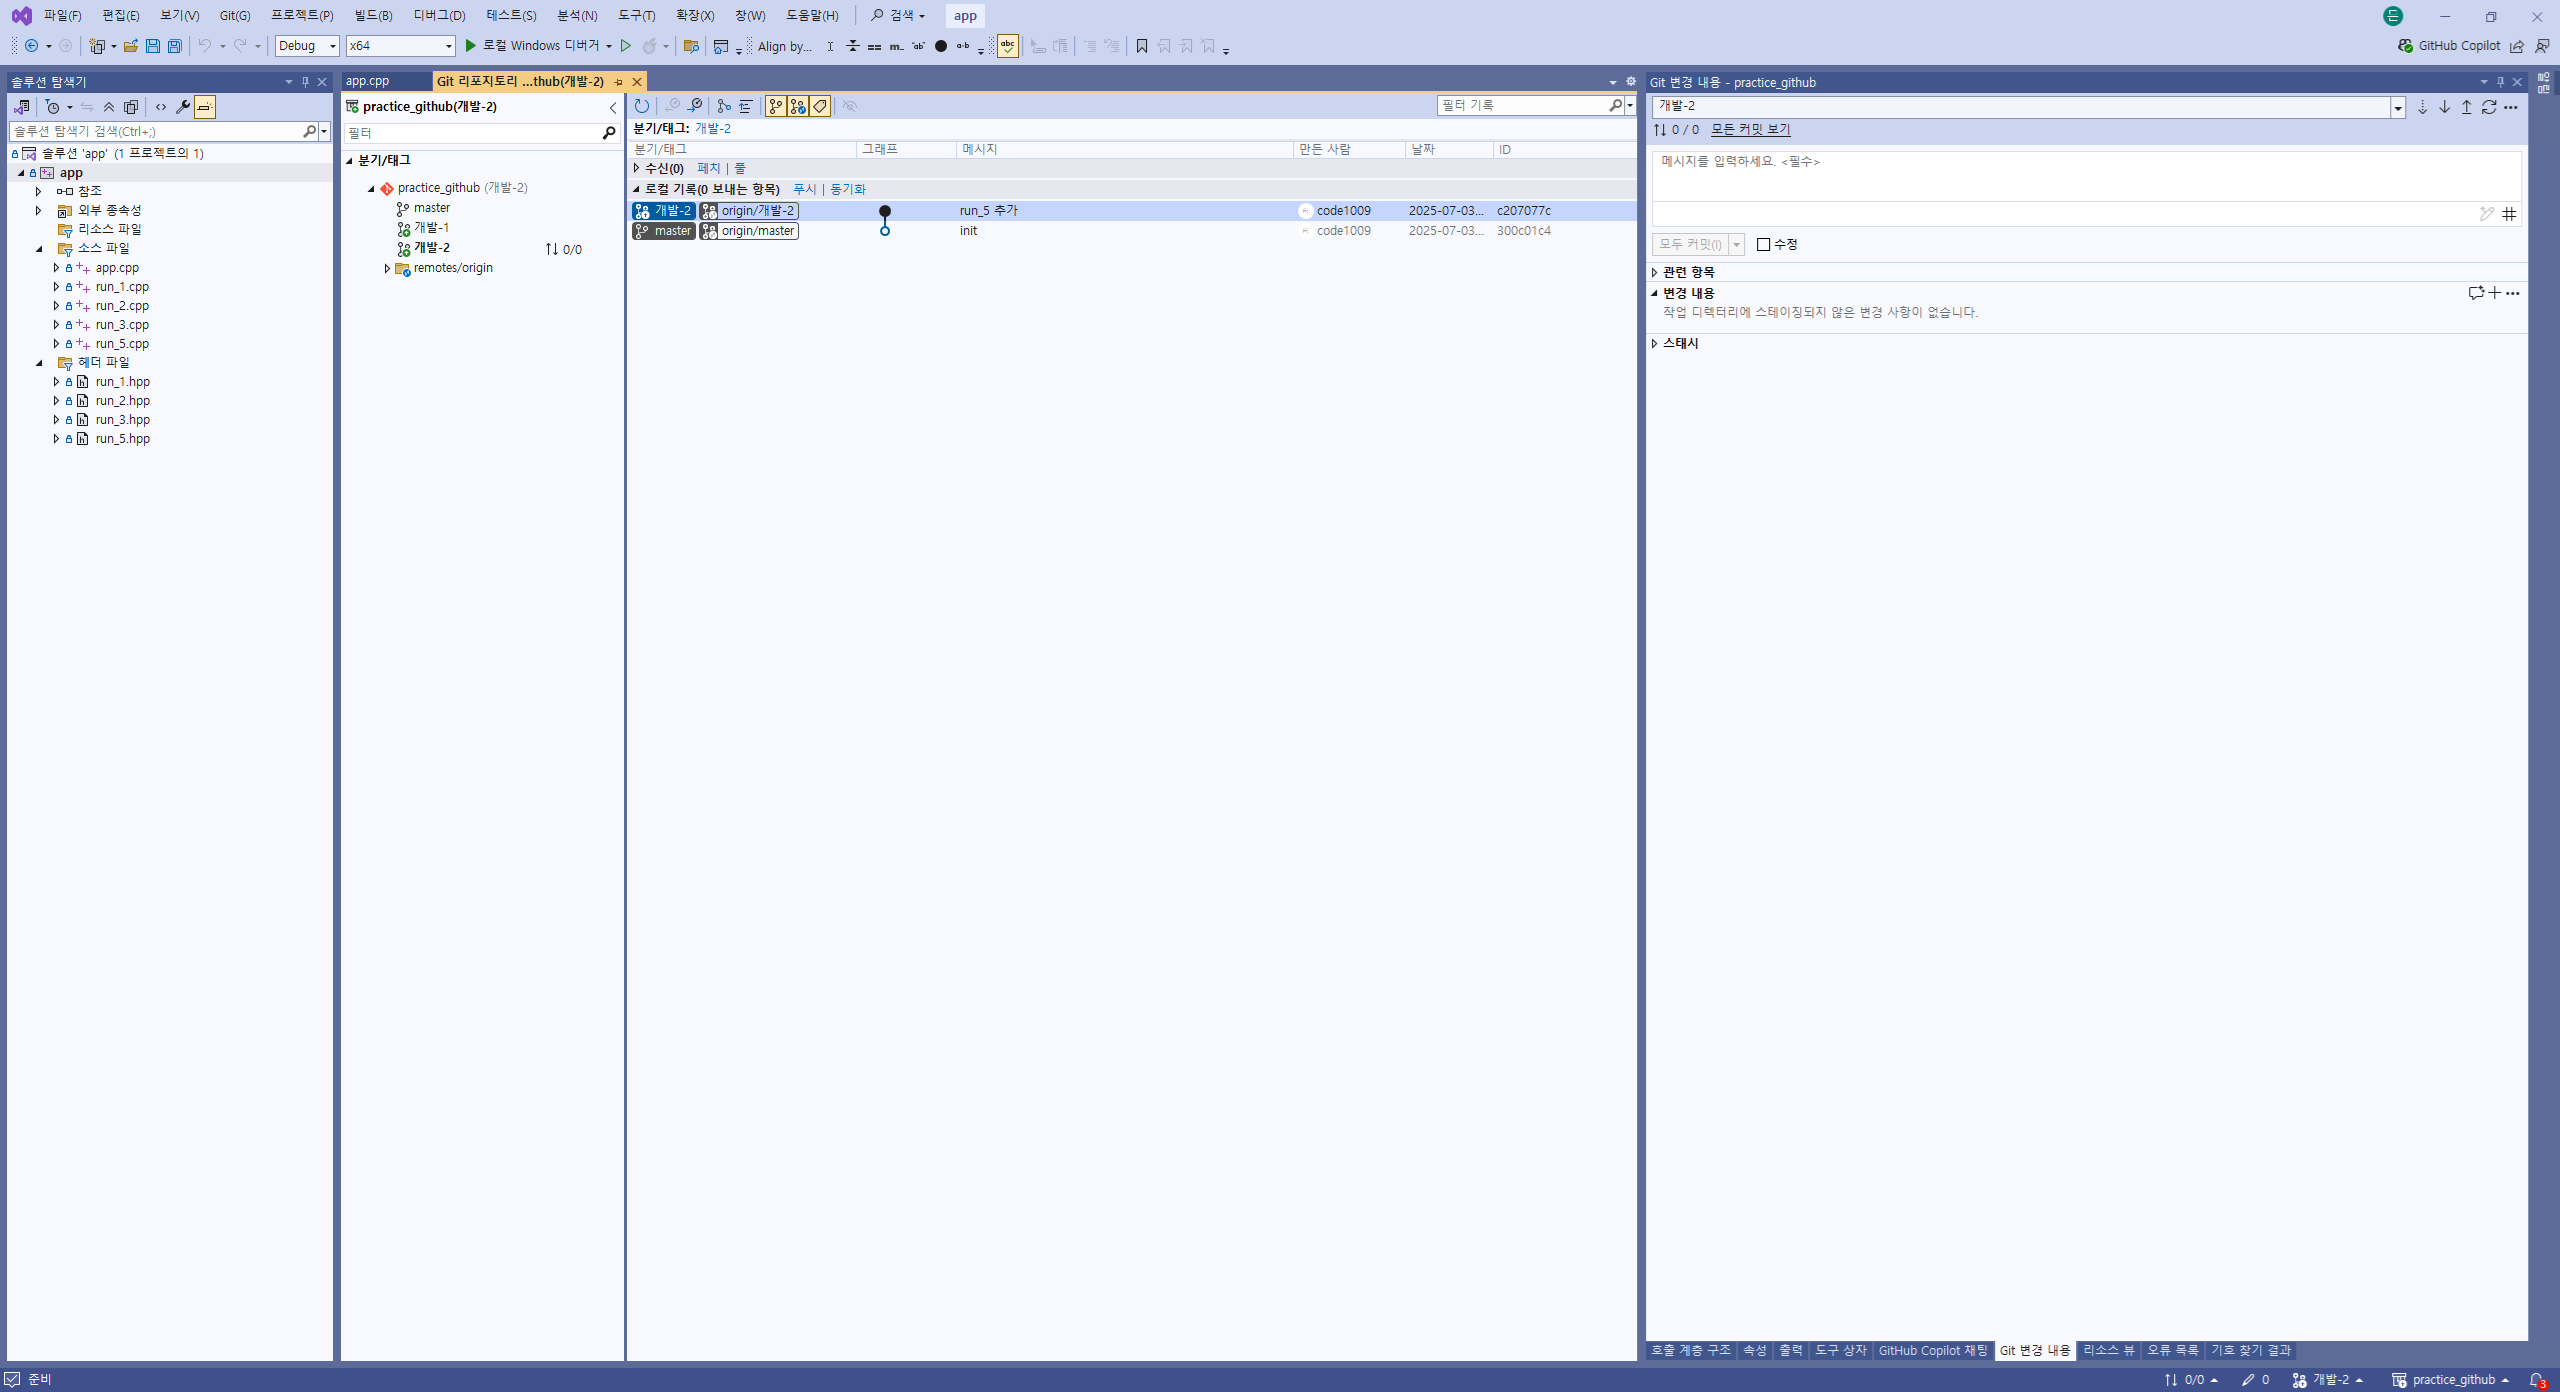 파일(F) 편집(E) 보기(V) Git(G) 프로젝트(P) 빌드(B) 디버그(D) 테스트(S) 분석(N) 도구(T) 확장(X) 창(W) 도움말(H) 검색 app 든
Debug x64 로컬 Windows 디버거 Align by... GitHub Copilot
솔루션 탐색기
솔루션 탐색기 검색(Ctrl+;)
솔루션 'app' (1 프로젝트의 1)
app
참조
외부 종속성
리소스 파일
소스 파일
app.cpp
run_1.cpp
run_2.cpp
run_3.cpp
run_5.cpp
헤더 파일
run_1.hpp
run_2.hpp
run_3.hpp
run_5.hpp
app.cpp Git 리포지토리 ...thub(개발-2)
practice_github(개발-2)
필터
분기/태그
practice_github (개발-2)
master
개발-1
개발-2 0/0
remotes/origin
필터 기록
분기/태그: 개발-2
분기/태그 그래프 메시지 만든 사람 날짜 ID
수신(0) 페치 | 풀
로컬 기록(0 보내는 항목) 푸시 | 동기화
개발-2 origin/개발-2 run_5 추가 code1009 2025-07-03... c207077c
master origin/master init code1009 2025-07-03... 300c01c4
Git 변경 내용 - practice_github
개발-2
0 / 0 모든 커밋 보기
메시지를 입력하세요. <필수>
모두 커밋(I) 수정
관련 항목
변경 내용
작업 디렉터리에 스테이징되지 않은 변경 사항이 없습니다.
스태시
호출 계층 구조 속성 출력 도구 상자 GitHub Copilot 채팅 Git 변경 내용 리소스 뷰 오류 목록 기호 찾기 결과
준비 0/0 0 개발-2 practice_github 3